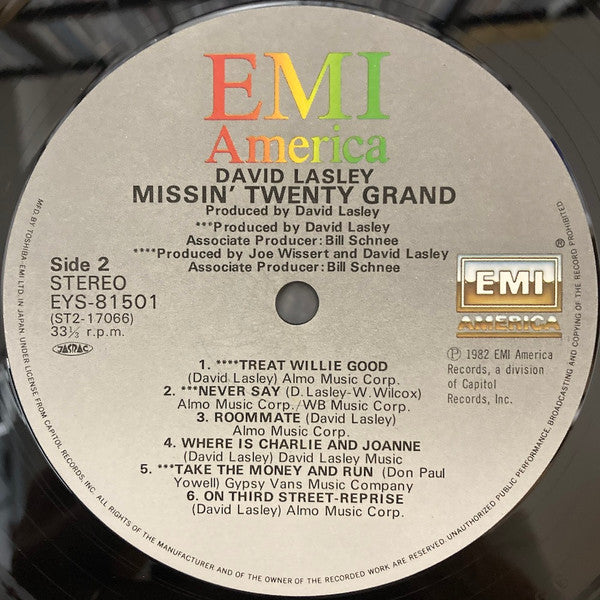 EMI
America
DAVID LASLEY
MISSIN' TWENTY GRAND
Produced by David Lasley
***Produced by David Lasley
Associate Producer: Bill Schnee
****Produced by Joe Wissert and David Lasley
Associate Producer: Bill Schnee
Side 2
STEREO
EYS-81501
(ST2-17066)
33⅓ r.p.m.
JASRAC
®
EMI
AMERICA
Ⓟ 1982 EMI America
Records, a division
of Capitol
Records, Inc.
1. ****TREAT WILLIE GOOD
(David Lasley) Almo Music Corp.
2. ***NEVER SAY (D. Lasley-W. Wilcox)
Almo Music Corp./WB Music Corp.
3. ROOMMATE (David Lasley)
Almo Music Corp.
4. WHERE IS CHARLIE AND JOANNE
(David Lasley) David Lasley Music
5. ***TAKE THE MONEY AND RUN (Don Paul
Yowell) Gypsy Vans Music Company
6. ON THIRD STREET-REPRISE
(David Lasley) Almo Music Corp.
MFD. BY TOSHIBA-EMI LTD. IN JAPAN UNDER LICENSE FROM CAPITOL RECORDS, INC. ALL RIGHTS OF THE MANUFACTURER AND OF THE OWNER OF THE RECORDED WORK ARE RESERVED. UNAUTHORIZED PUBLIC PERFORMANCE, BROADCASTING AND COPYING OF THE RECORD PROHIBITED.